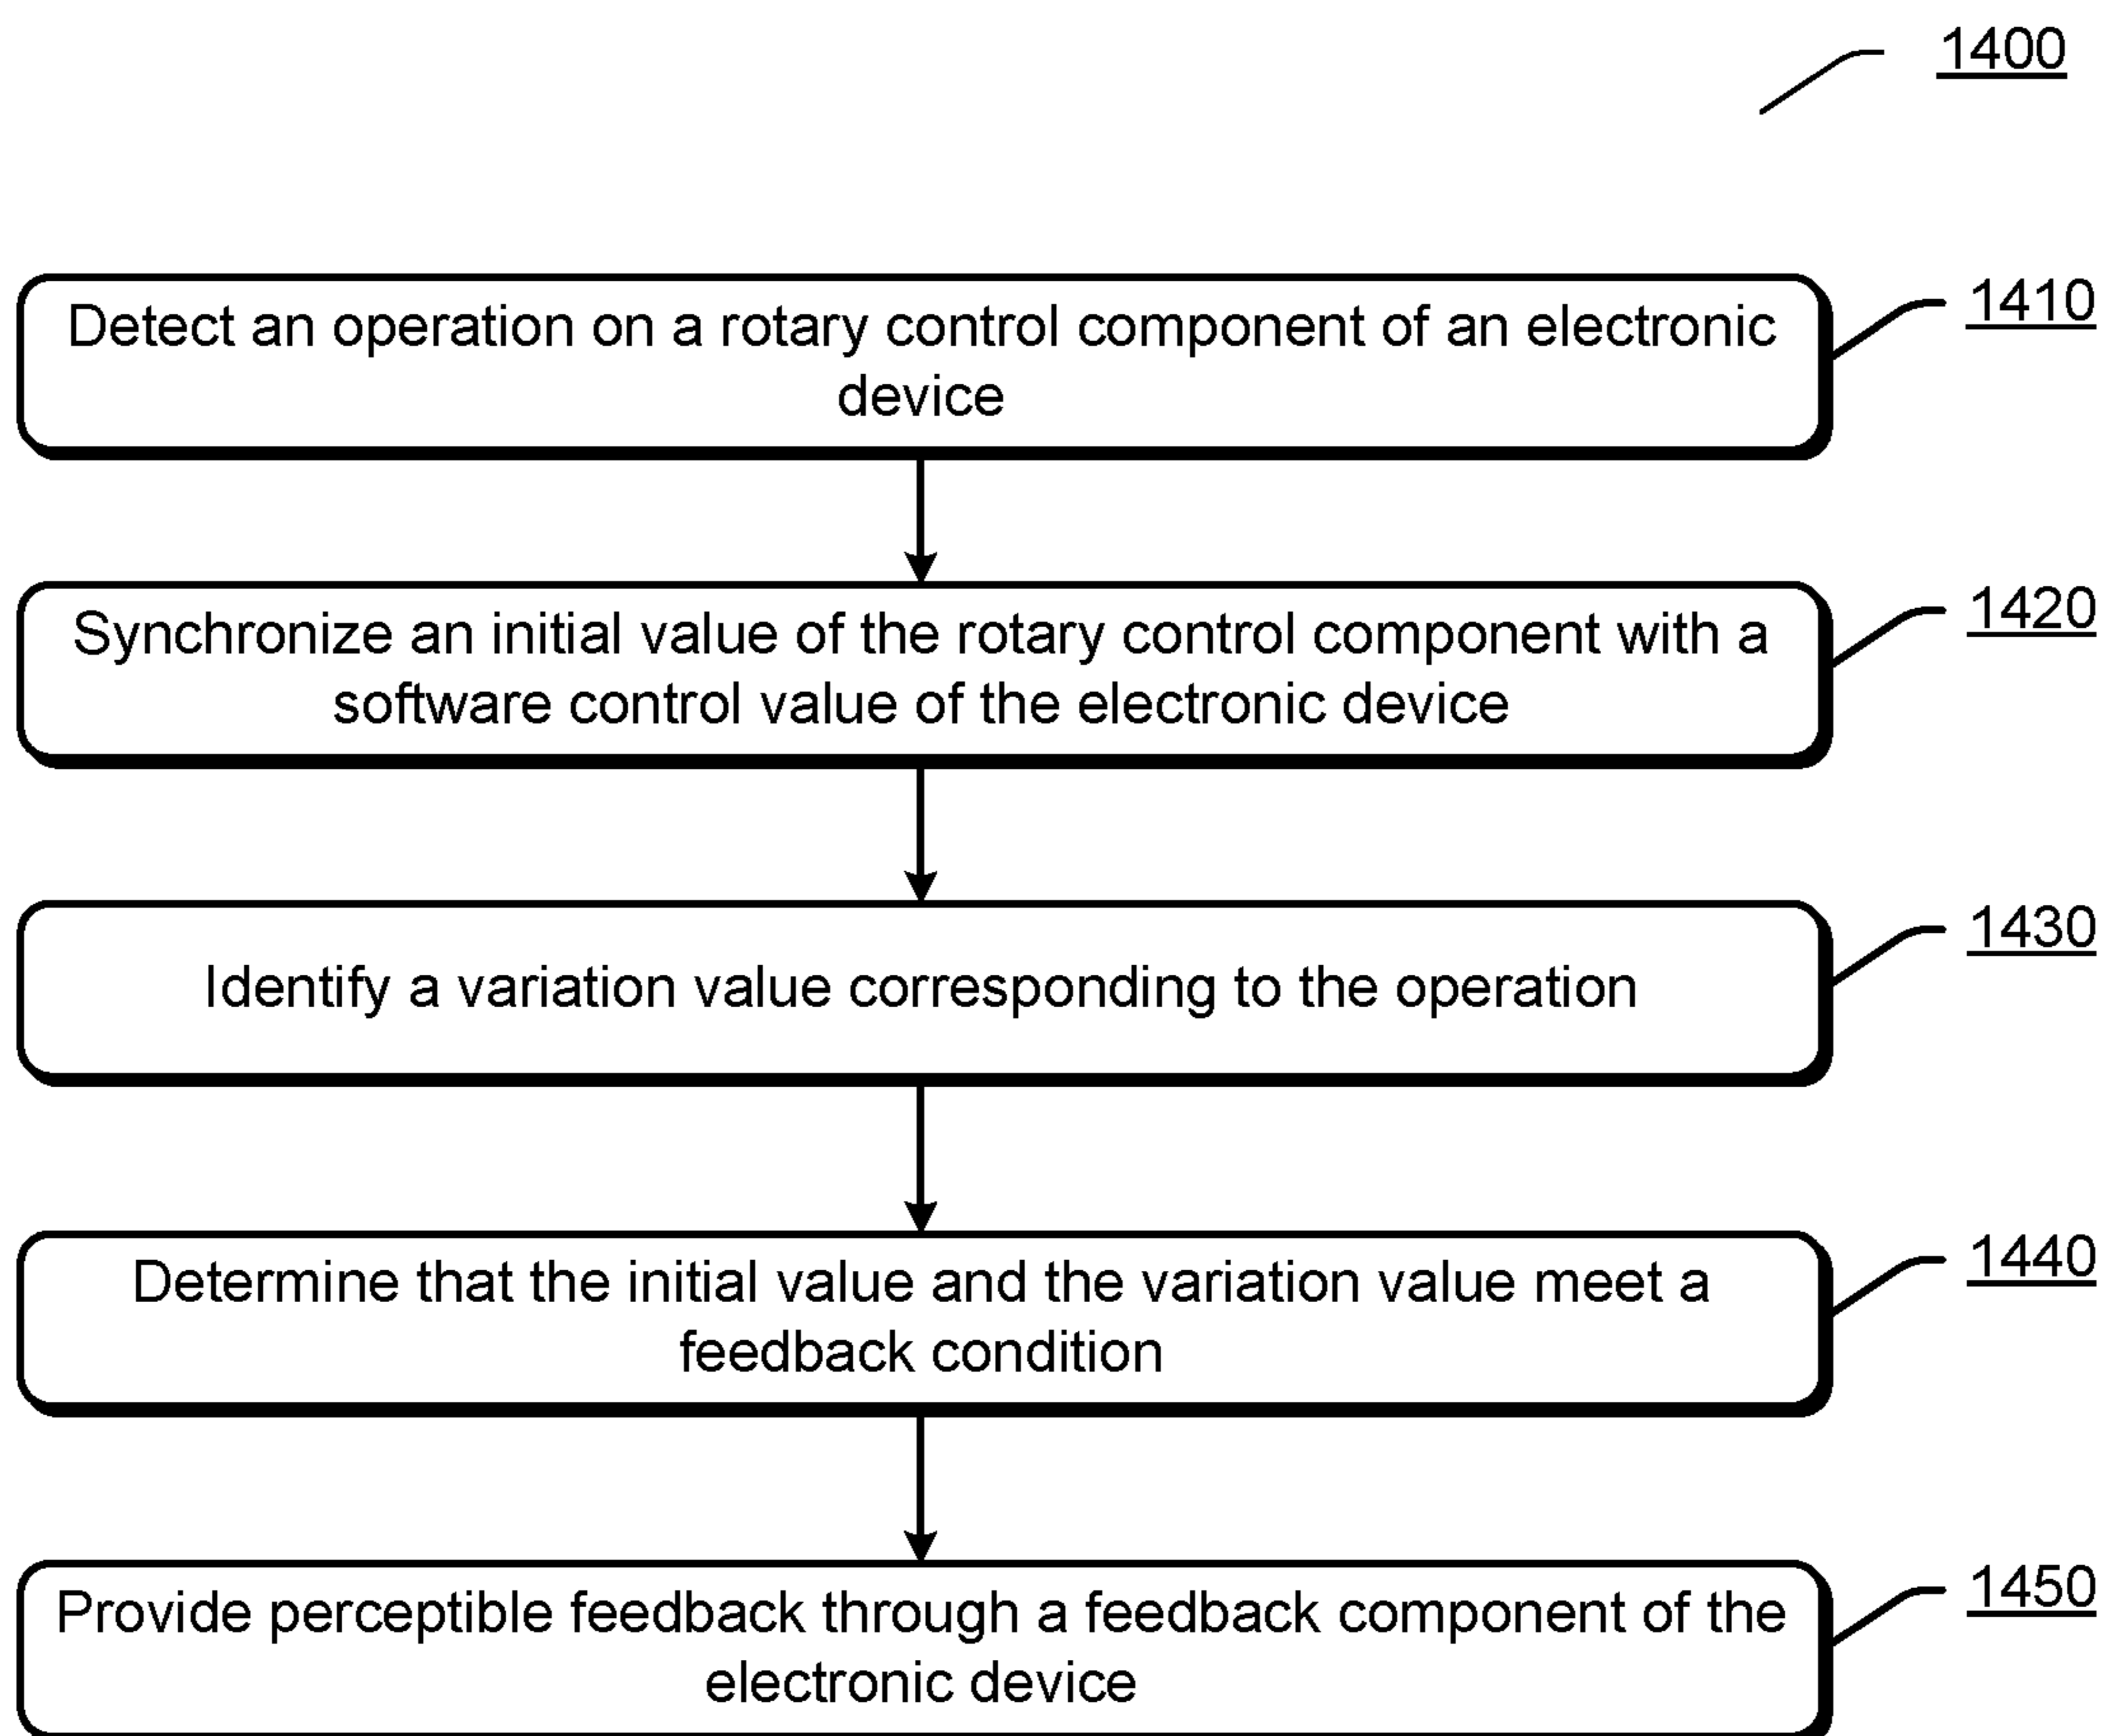 1400
Detect an operation on a rotary control component of an electronic
device
1410
Synchronize an initial value of the rotary control component with a
software control value of the electronic device
1420
Identify a variation value corresponding to the operation
1430
Determine that the initial value and the variation value meet a
feedback condition
1440
Provide perceptible feedback through a feedback component of the
electronic device
1450